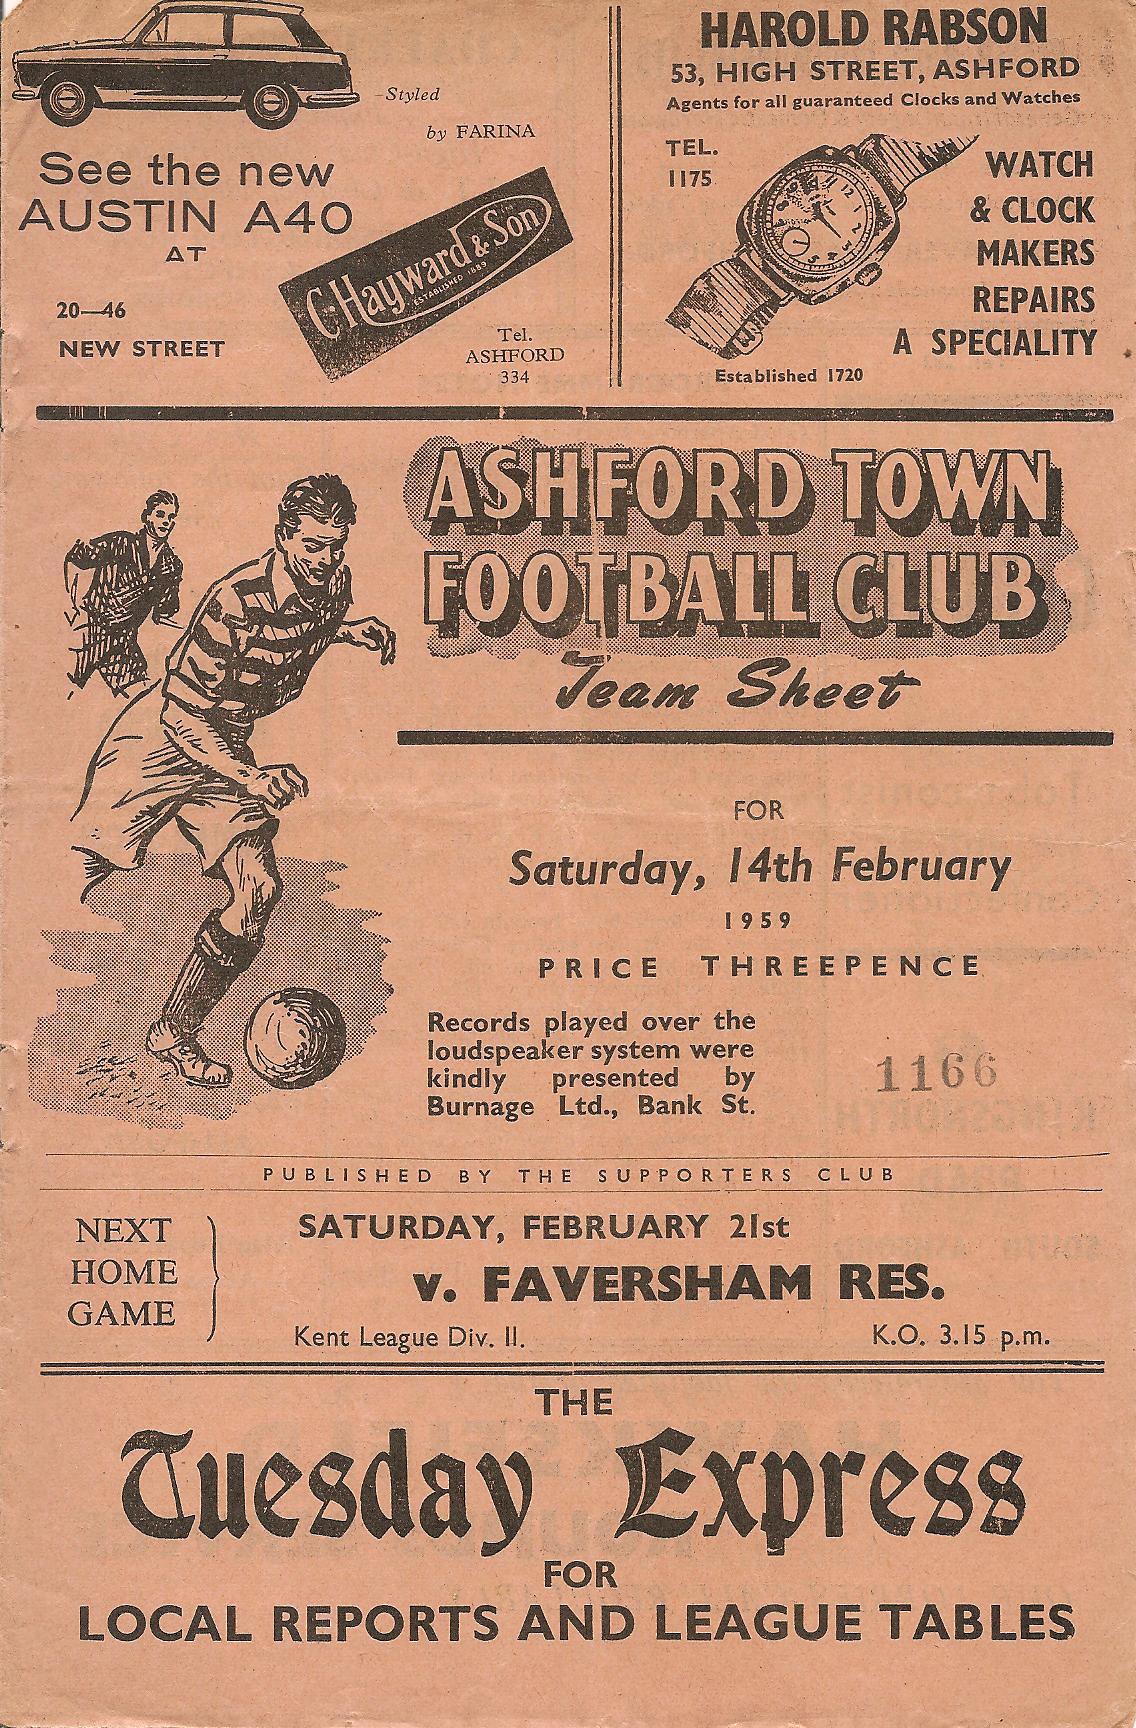 -Styled
by FARINA
See the new
AUSTIN A40
AT
20—46
NEW STREET
C Hayward & Son
ESTABLISHED 1889
Tel.
ASHFORD
334
HAROLD RABSON
53, HIGH STREET, ASHFORD
Agents for all guaranteed Clocks and Watches
TEL.
1175
WATCH
& CLOCK
MAKERS
REPAIRS
A SPECIALITY
Established 1720
ASHFORD TOWN
FOOTBALL CLUB
Team Sheet
FOR
Saturday, 14th February
1959
PRICE THREEPENCE
Records played over the
loudspeaker system were
kindly presented by
Burnage Ltd., Bank St.
1166
PUBLISHED BY THE SUPPORTERS CLUB
NEXT
HOME
GAME
SATURDAY, FEBRUARY 21st
v. FAVERSHAM RES.
Kent League Div. II.
K.O. 3.15 p.m.
THE
Tuesday Express
FOR
LOCAL REPORTS AND LEAGUE TABLES